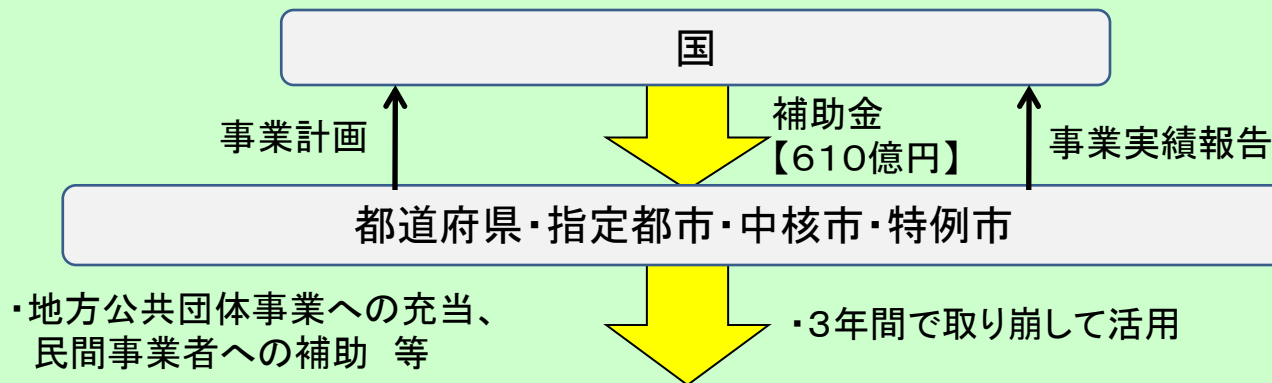 国
事業計画
補助金
【610億円】
事業実績報告
都道府県・指定都市・中核市・特例市
・地方公共団体事業への充当、
民間事業者への補助 等
・3年間で取り崩して活用